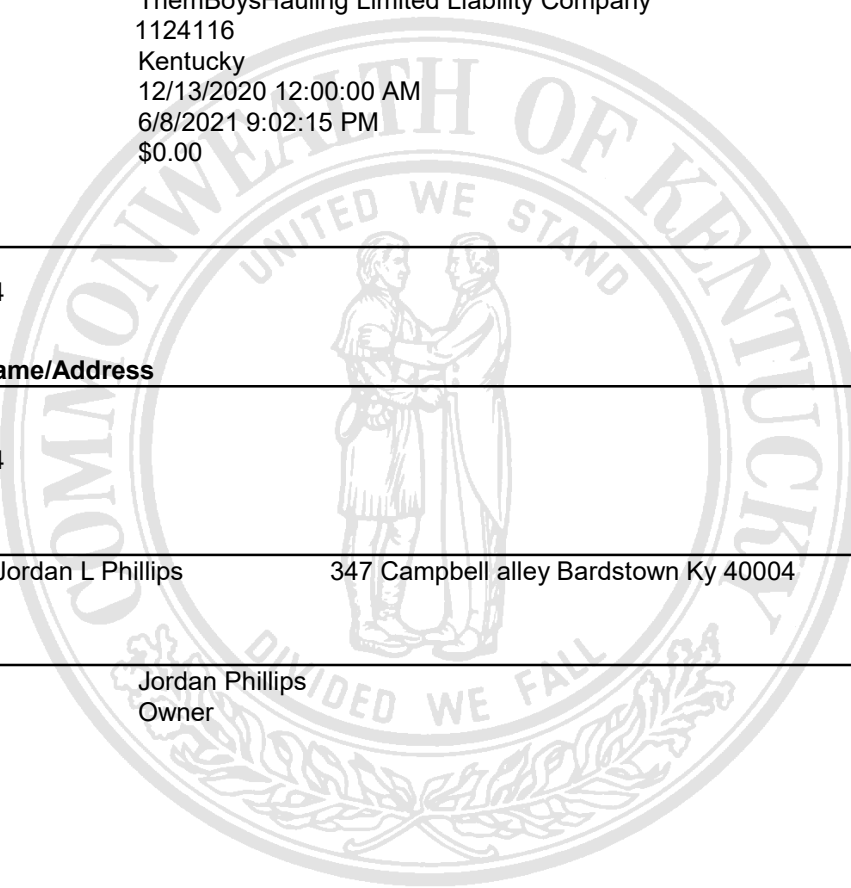 ThemBoysHauling Limited Liability Company
1124116
Kentucky
12/13/2020 12:00:00 AM
6/8/2021 9:02:15 PM
$0.00
4
ame/Address
4
Jordan L Phillips 347 Campbell alley Bardstown Ky 40004
Jordan Phillips
Owner
COMMONWEALTH OF KENTUCKY
UNITED WE STAND
DIVIDED WE FALL